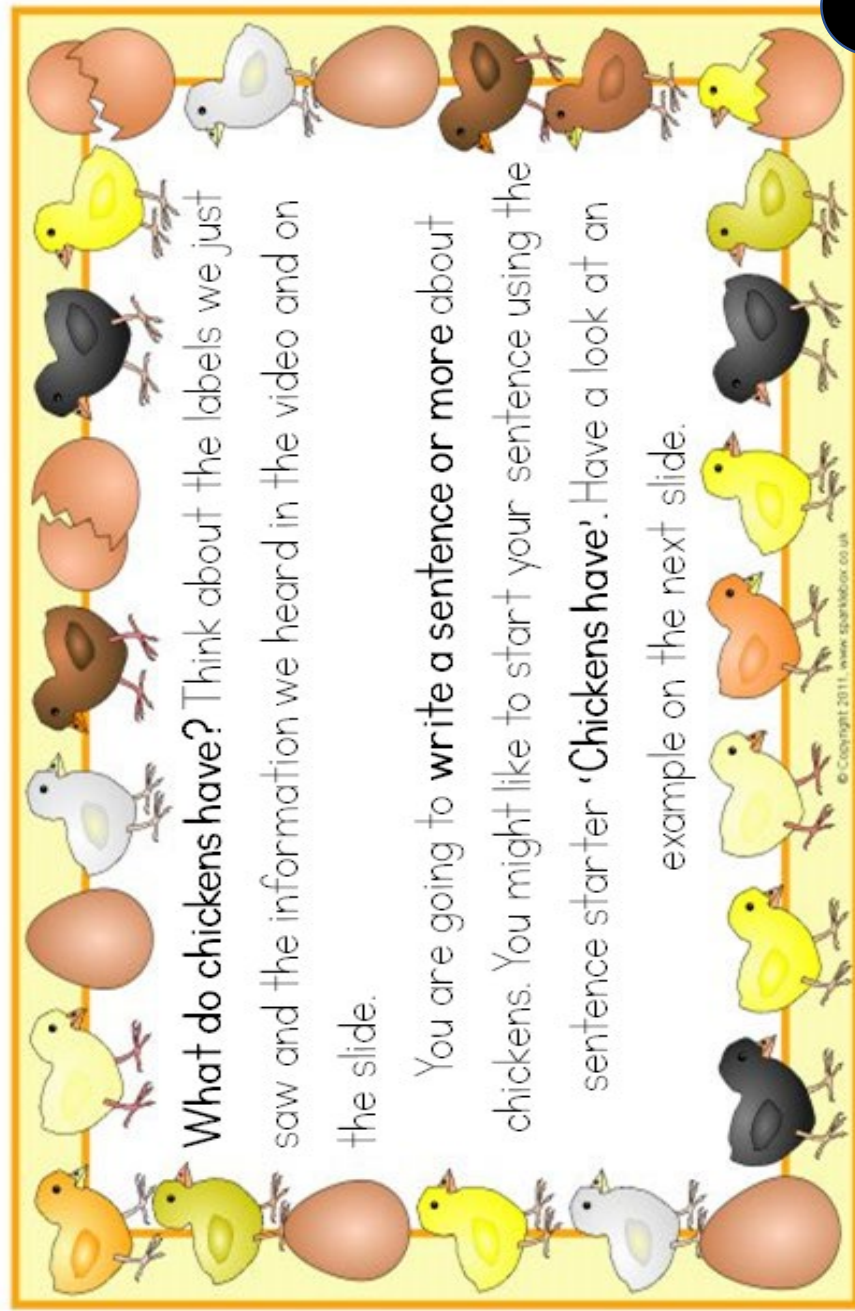 What do chickens have? Think about the labels we just
saw and the information we heard in the video and on
the slide.
You are going to write a sentence or more about
chickens. You might like to start your sentence using the
sentence starter ‘Chickens have’. Have a look at an
example on the next slide.
© Copyright 2011, www.sparklebox.co.uk